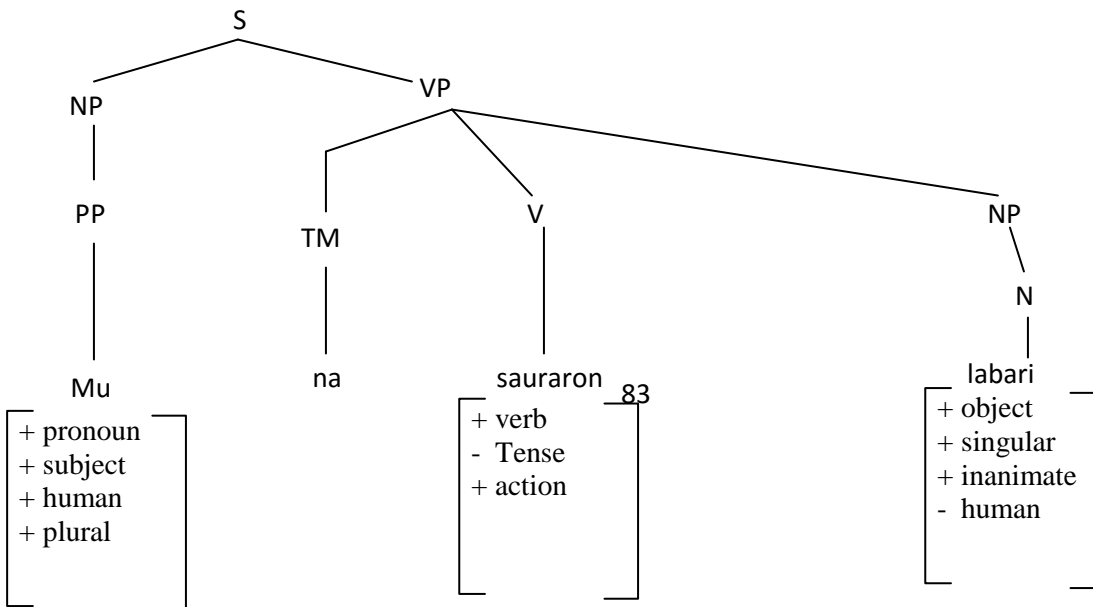 S
NP VP
PP TM V NP
N
Mu na sauraron 83 labari
+ pronoun
+ subject
+ human
+ plural
+ verb
- Tense
+ action
+ object
+ singular
+ inanimate
- human